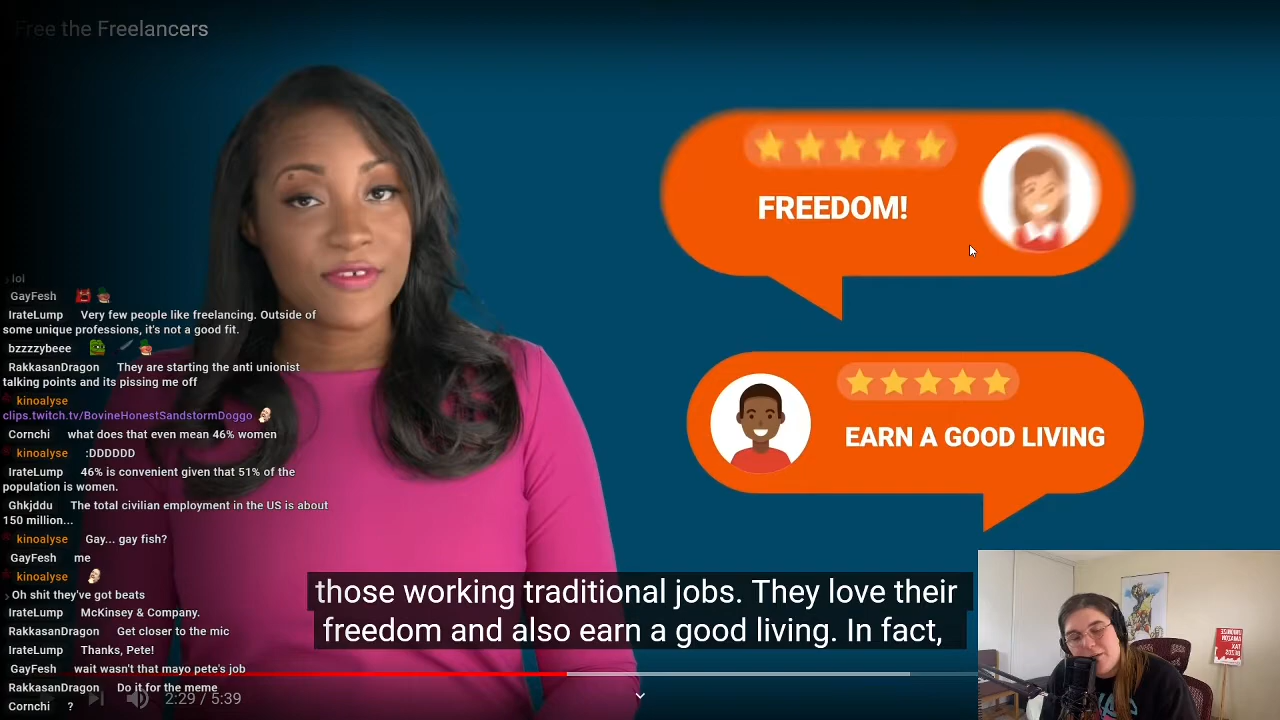 Free the Freelancers
FREEDOM!
EARN A GOOD LIVING
lol
GayFesh
IrateLump Very few people like freelancing. Outside of
some unique professions, it's not a good fit.
bzzzzybeee
RakkasanDragon They are starting the anti unionist
talking points and its pissing me off
kinoalyse
clips.twitch.tv/BovineHonestSandstormDoggo
Cornchi what does that even mean 46% women
kinoalyse :DDDDDD
IrateLump 46% is convenient given that 51% of the
population is women.
Ghkjddu The total civilian employment in the US is about
150 million...
kinoalyse Gay... gay fish?
GayFesh me
kinoalyse
Oh shit they've got beats
IrateLump McKinsey & Company.
RakkasanDragon Get closer to the mic
IrateLump Thanks, Pete!
GayFesh wait wasn't that mayo pete's job
RakkasanDragon Do it for the meme
Cornchi ?
those working traditional jobs. They love their
freedom and also earn a good living. In fact,
2:29 / 5:39